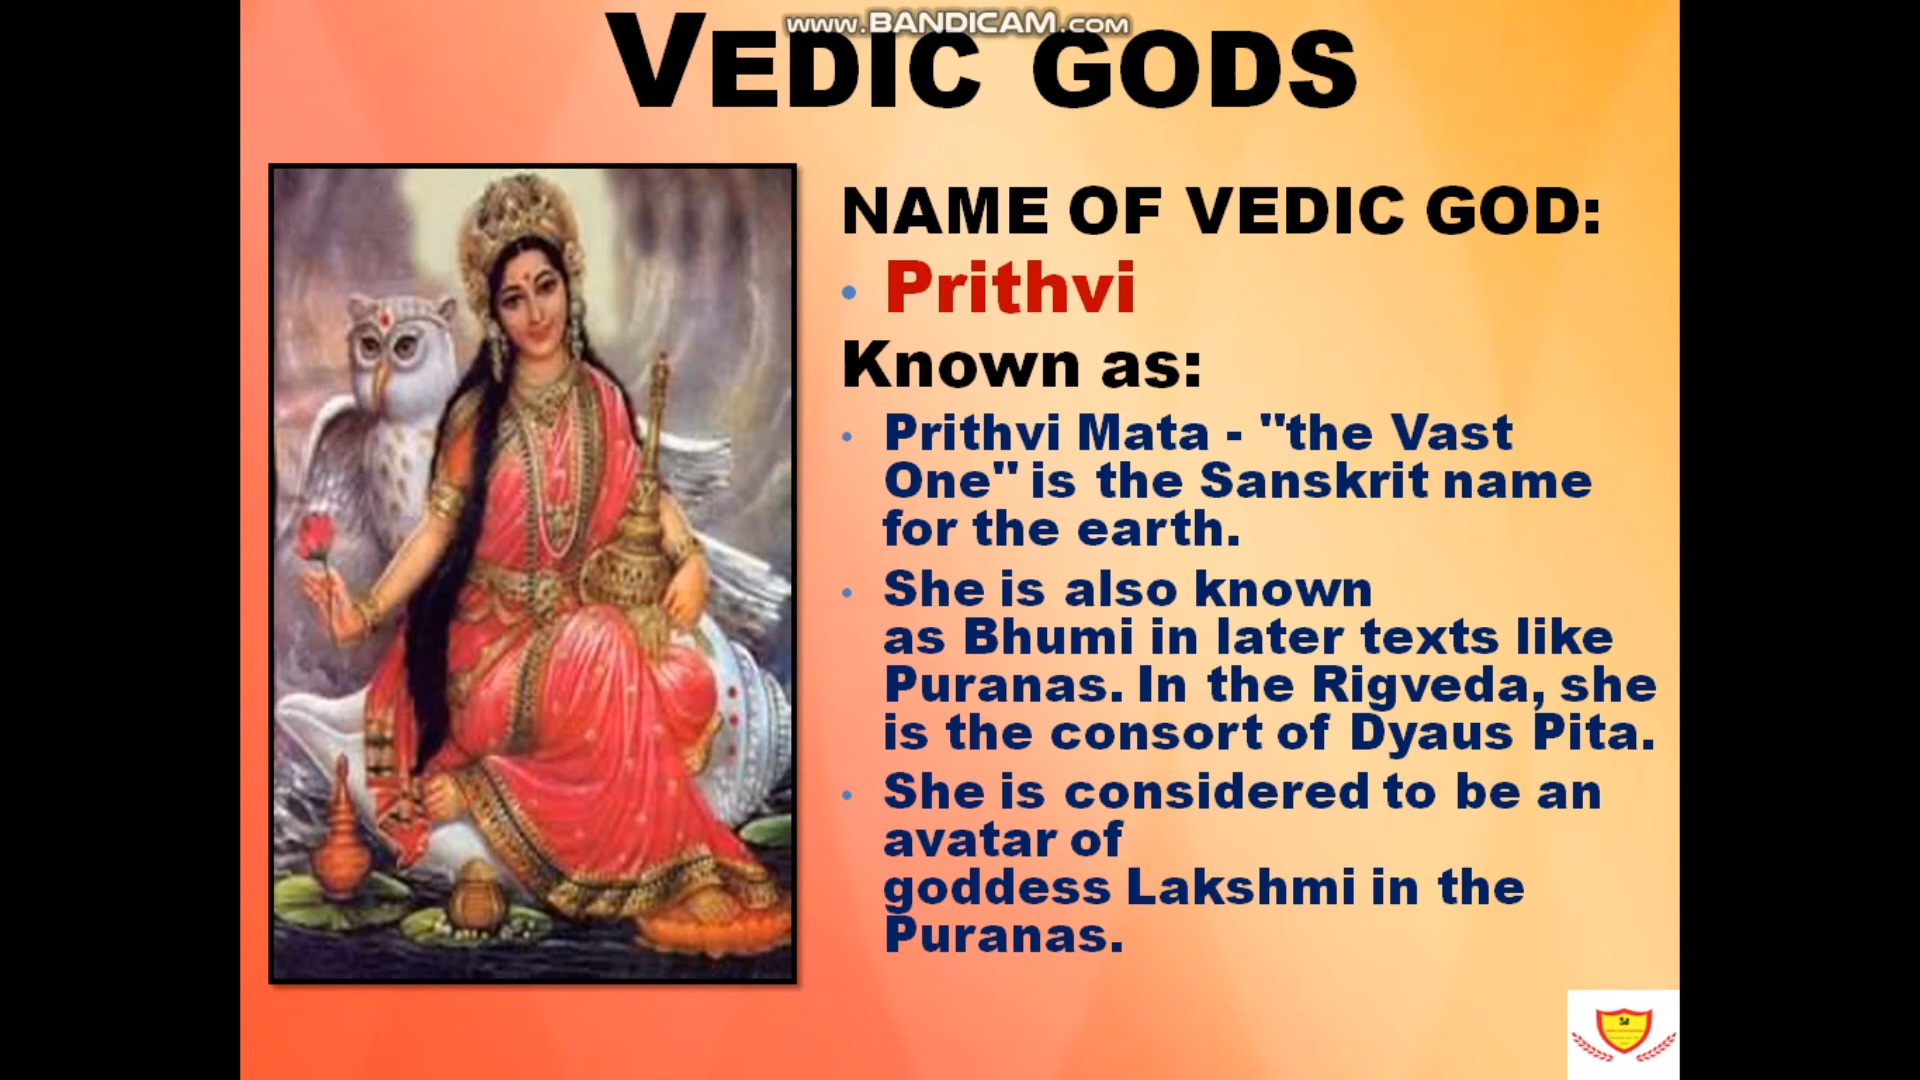 www.BANDICAM.com
VEDIC GODS
NAME OF VEDIC GOD:
• Prithvi
Known as:
• Prithvi Mata - "the Vast
One" is the Sanskrit name
for the earth.
• She is also known
as Bhumi in later texts like
Puranas. In the Rigveda, she
is the consort of Dyaus Pita.
• She is considered to be an
avatar of
goddess Lakshmi in the
Puranas.